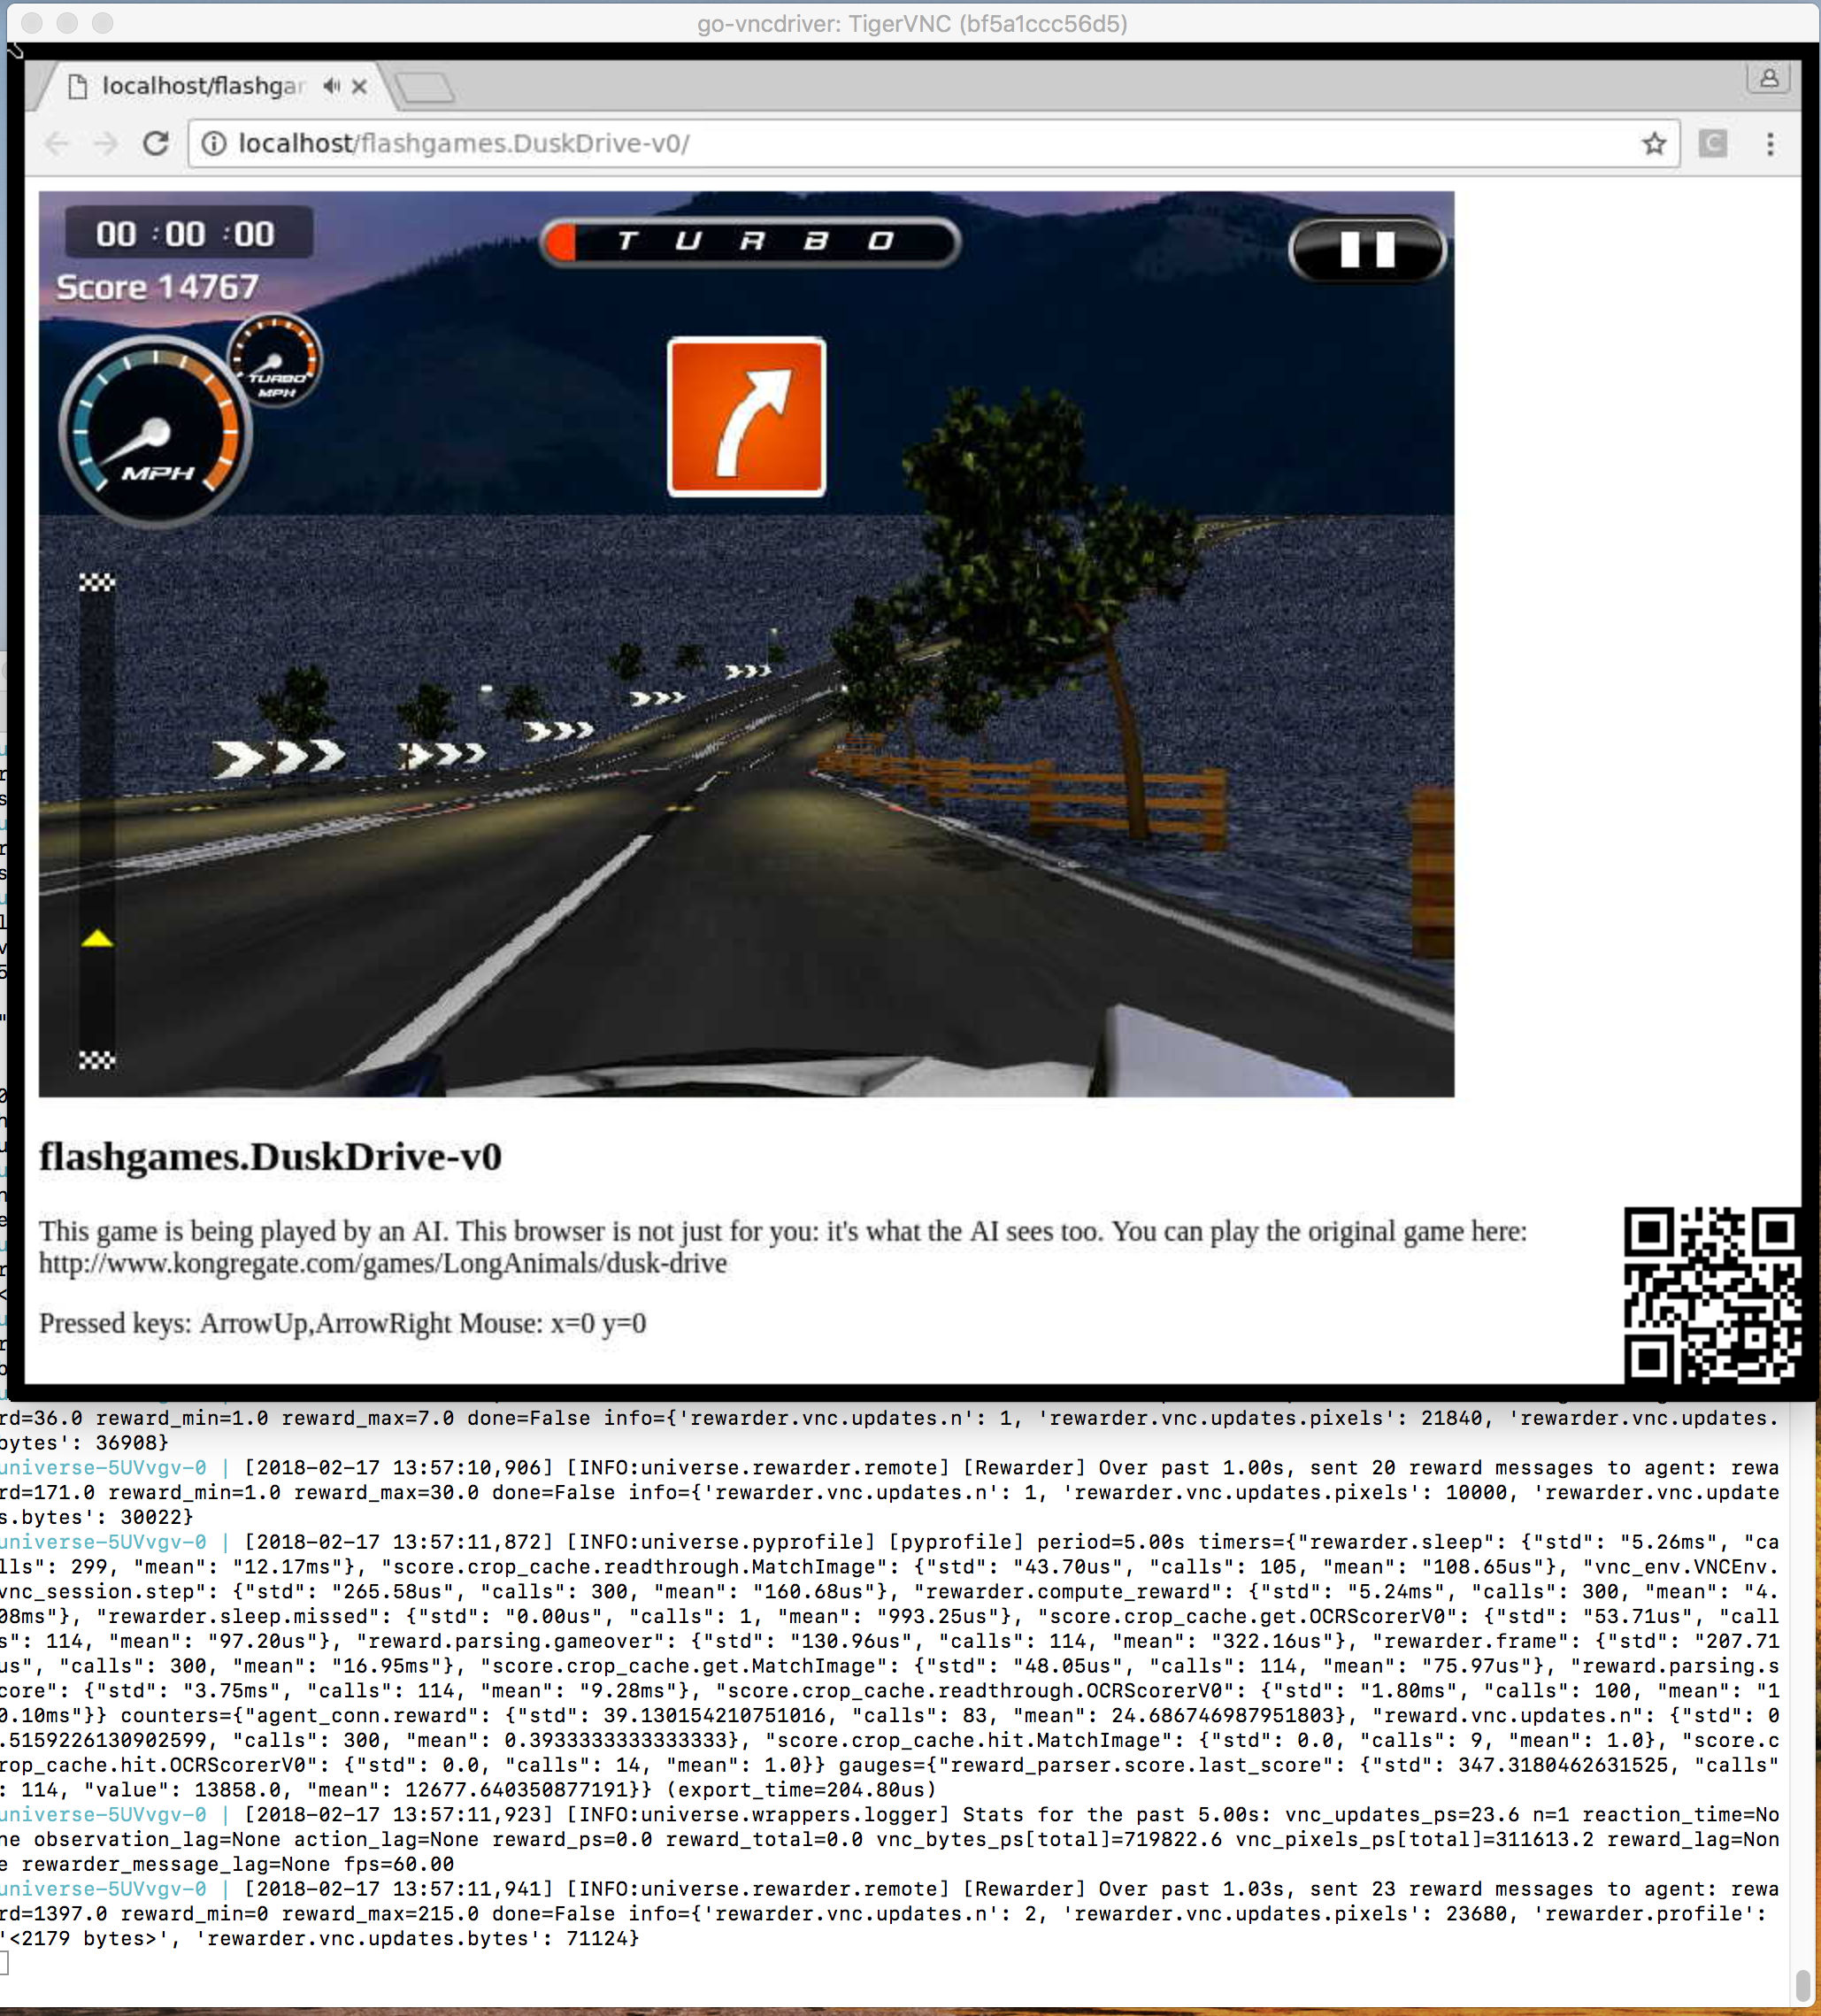 go-vncdriver: TigerVNC (bf5a1ccc56d5)
localhost/flashgar
localhost/flashgames.DuskDrive-v0/
C
00 :00 :00
TURBO
Score 14767
TURBO
MPH
MPH
flashgames.DuskDrive-v0
This game is being played by an AI. This browser is not just for you: it's what the AI sees too. You can play the original game here:
http://www.kongregate.com/games/LongAnimals/dusk-drive
Pressed keys: ArrowUp,ArrowRight Mouse: x=0 y=0
rd=36.0 reward_min=1.0 reward_max=7.0 done=False info={'rewarder.vnc.updates.n': 1, 'rewarder.vnc.updates.pixels': 21840, 'rewarder.vnc.updates.
bytes': 36908}
universe-5UVvgv-0 | [2018-02-17 13:57:10,906] [INFO:universe.rewarder.remote] [Rewarder] Over past 1.00s, sent 20 reward messages to agent: rewa
rd=171.0 reward_min=1.0 reward_max=30.0 done=False info={'rewarder.vnc.updates.n': 1, 'rewarder.vnc.updates.pixels': 10000, 'rewarder.vnc.update
s.bytes': 30022}
universe-5UVvgv-0 | [2018-02-17 13:57:11,872] [INFO:universe.pyprofile] [pyprofile] period=5.00s timers={"rewarder.sleep": {"std": "5.26ms", "ca
lls": 299, "mean": "12.17ms"}, "score.crop_cache.readthrough.MatchImage": {"std": "43.70us", "calls": 105, "mean": "108.65us"}, "vnc_env.VNCEnv.
vnc_session.step": {"std": "265.58us", "calls": 300, "mean": "160.68us"}, "rewarder.compute_reward": {"std": "5.24ms", "calls": 300, "mean": "4.
08ms"}, "rewarder.sleep.missed": {"std": "0.00us", "calls": 1, "mean": "993.25us"}, "score.crop_cache.get.OCRScorerV0": {"std": "53.71us", "call
s": 114, "mean": "97.20us"}, "reward.parsing.gameover": {"std": "130.96us", "calls": 114, "mean": "322.16us"}, "rewarder.frame": {"std": "207.71
us", "calls": 300, "mean": "16.95ms"}, "score.crop_cache.get.MatchImage": {"std": "48.05us", "calls": 114, "mean": "75.97us"}, "reward.parsing.s
core": {"std": "3.75ms", "calls": 114, "mean": "9.28ms"}, "score.crop_cache.readthrough.OCRScorerV0": {"std": "1.80ms", "calls": 100, "mean": "1
0.10ms"}} counters={"agent_conn.reward": {"std": 39.130154210751016, "calls": 83, "mean": 24.686746987951803}, "reward.vnc.updates.n": {"std": 0
.5159226130902599, "calls": 300, "mean": 0.3933333333333333}, "score.crop_cache.hit.MatchImage": {"std": 0.0, "calls": 9, "mean": 1.0}, "score.c
rop_cache.hit.OCRScorerV0": {"std": 0.0, "calls": 14, "mean": 1.0}} gauges={"reward_parser.score.last_score": {"std": 347.3180462631525, "calls"
: 114, "value": 13858.0, "mean": 12677.640350877191}} (export_time=204.80us)
universe-5UVvgv-0 | [2018-02-17 13:57:11,923] [INFO:universe.wrappers.logger] Stats for the past 5.00s: vnc_updates_ps=23.6 n=1 reaction_time=No
ne observation_lag=None action_lag=None reward_ps=0.0 reward_total=0.0 vnc_bytes_ps[total]=719822.6 vnc_pixels_ps[total]=311613.2 reward_lag=Non
e rewarder_message_lag=None fps=60.00
universe-5UVvgv-0 | [2018-02-17 13:57:11,941] [INFO:universe.rewarder.remote] [Rewarder] Over past 1.03s, sent 23 reward messages to agent: rewa
rd=1397.0 reward_min=0 reward_max=215.0 done=False info={'rewarder.vnc.updates.n': 2, 'rewarder.vnc.updates.pixels': 23680, 'rewarder.profile':
'<2179 bytes>', 'rewarder.vnc.updates.bytes': 71124}